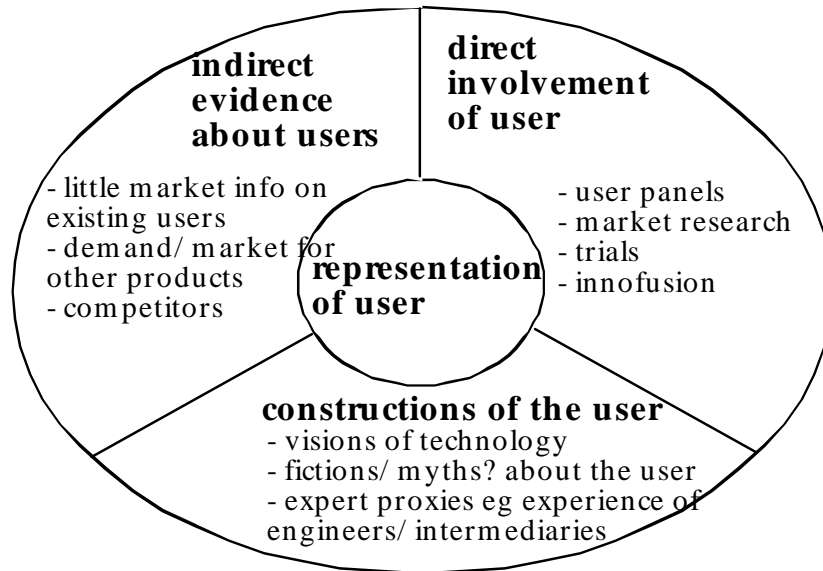 indirect
evidence
about users
- little market info on
existing users
- demand/ market for
other products
- competitors
direct
involvement
of user
- user panels
- market research
- trials
- innofusion
representation
of user
constructions of the user
- visions of technology
- fictions/ myths? about the user
- expert proxies eg experience of
engineers/ intermediaries